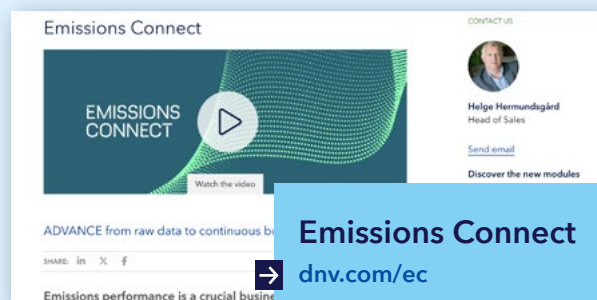 Emissions Connect
EMISSIONS
CONNECT
Watch the video
ADVANCE from raw data to continuous bu
SHARE: in X f
Emissions performance is a crucial busine
CONTACT US
Helge Hermundsgård
Head of Sales
Send email
Discover the new modules
Emissions Connect
→ dnv.com/ec